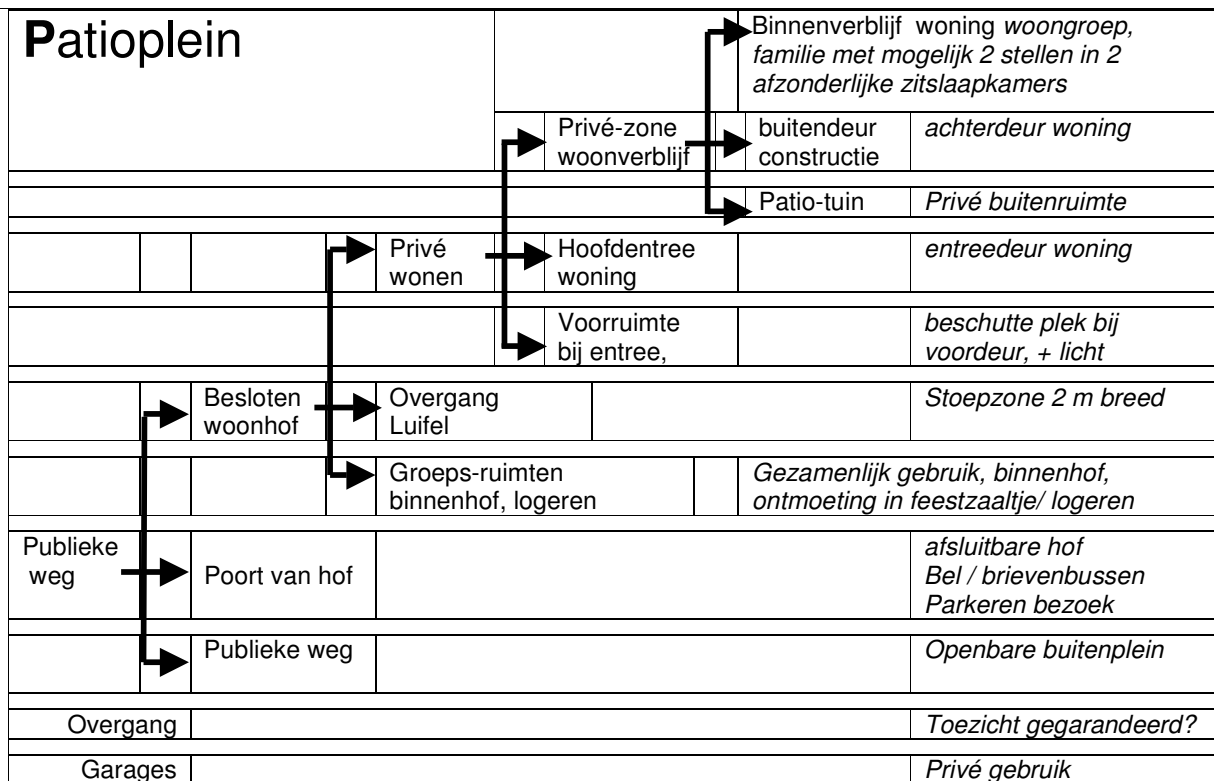 Patioplein
Binnenverblijf woning woongroep,
familie met mogelijk 2 stellen in 2
afzonderlijke zitslaapkamers
Privé-zone
woonverblijf
buitendeur
constructie
achterdeur woning
Patio-tuin
Privé buitenruimte
Privé
wonen
Hoofdentree
woning
entreedeur woning
Voorruimte
bij entree,
beschutte plek bij
voordeur, + licht
Besloten
woonhof
Overgang
Luifel
Stoepzone 2 m breed
Groeps-ruimten
binnenhof, logeren
Gezamenlijk gebruik, binnenhof,
ontmoeting in feestzaaltje/ logeren
Publieke
weg
Poort van hof
afsluitbare hof
Bel / brievenbussen
Parkeren bezoek
Publieke weg
Openbare buitenplein
Overgang
Toezicht gegarandeerd?
Garages
Privé gebruik